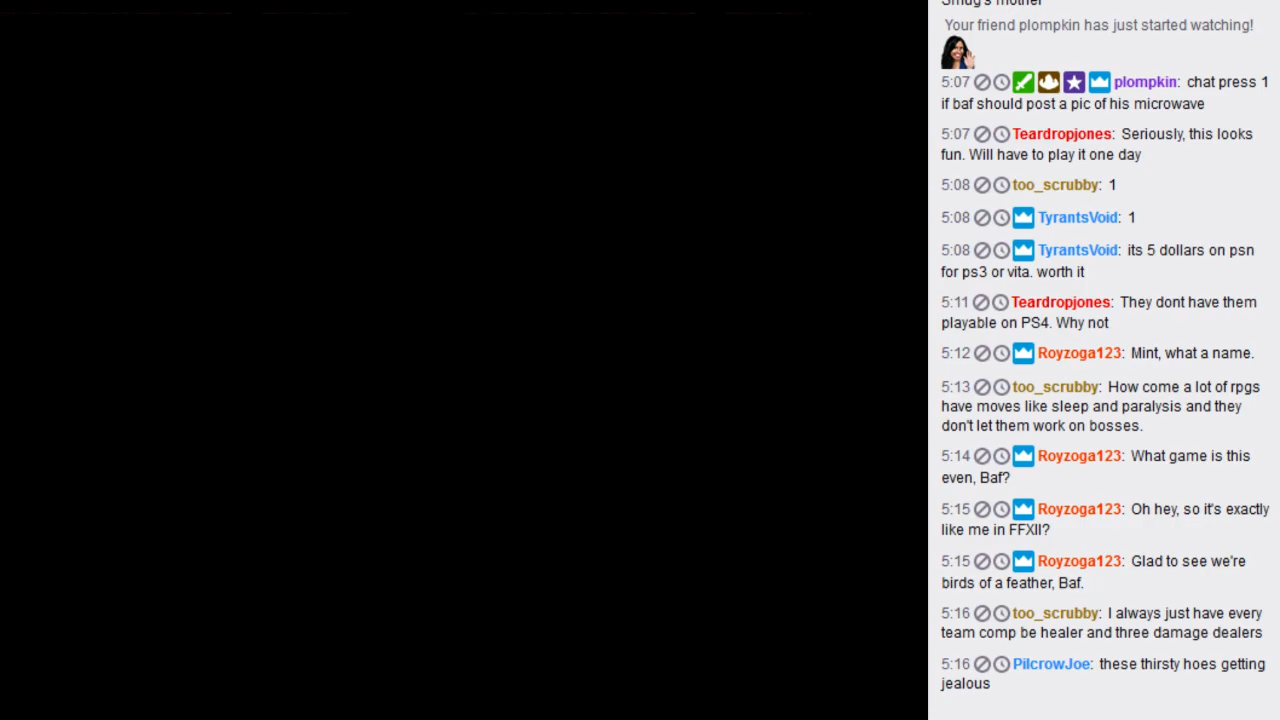 Smug's mother
Your friend plompkin has just started watching!
5:07 plompkin: chat press 1
if baf should post a pic of his microwave
5:07 Teardropjones: Seriously, this looks
fun. Will have to play it one day
5:08 too_scrubby: 1
5:08 TyrantsVoid: 1
5:08 TyrantsVoid: its 5 dollars on psn
for ps3 or vita. worth it
5:11 Teardropjones: They dont have them
playable on PS4. Why not
5:12 Royzoga123: Mint, what a name.
5:13 too_scrubby: How come a lot of rpgs
have moves like sleep and paralysis and they
don't let them work on bosses.
5:14 Royzoga123: What game is this
even, Baf?
5:15 Royzoga123: Oh hey, so it's exactly
like me in FFXII?
5:15 Royzoga123: Glad to see we're
birds of a feather, Baf.
5:16 too_scrubby: I always just have every
team comp be healer and three damage dealers
5:16 PilcrowJoe: these thirsty hoes getting
jealous